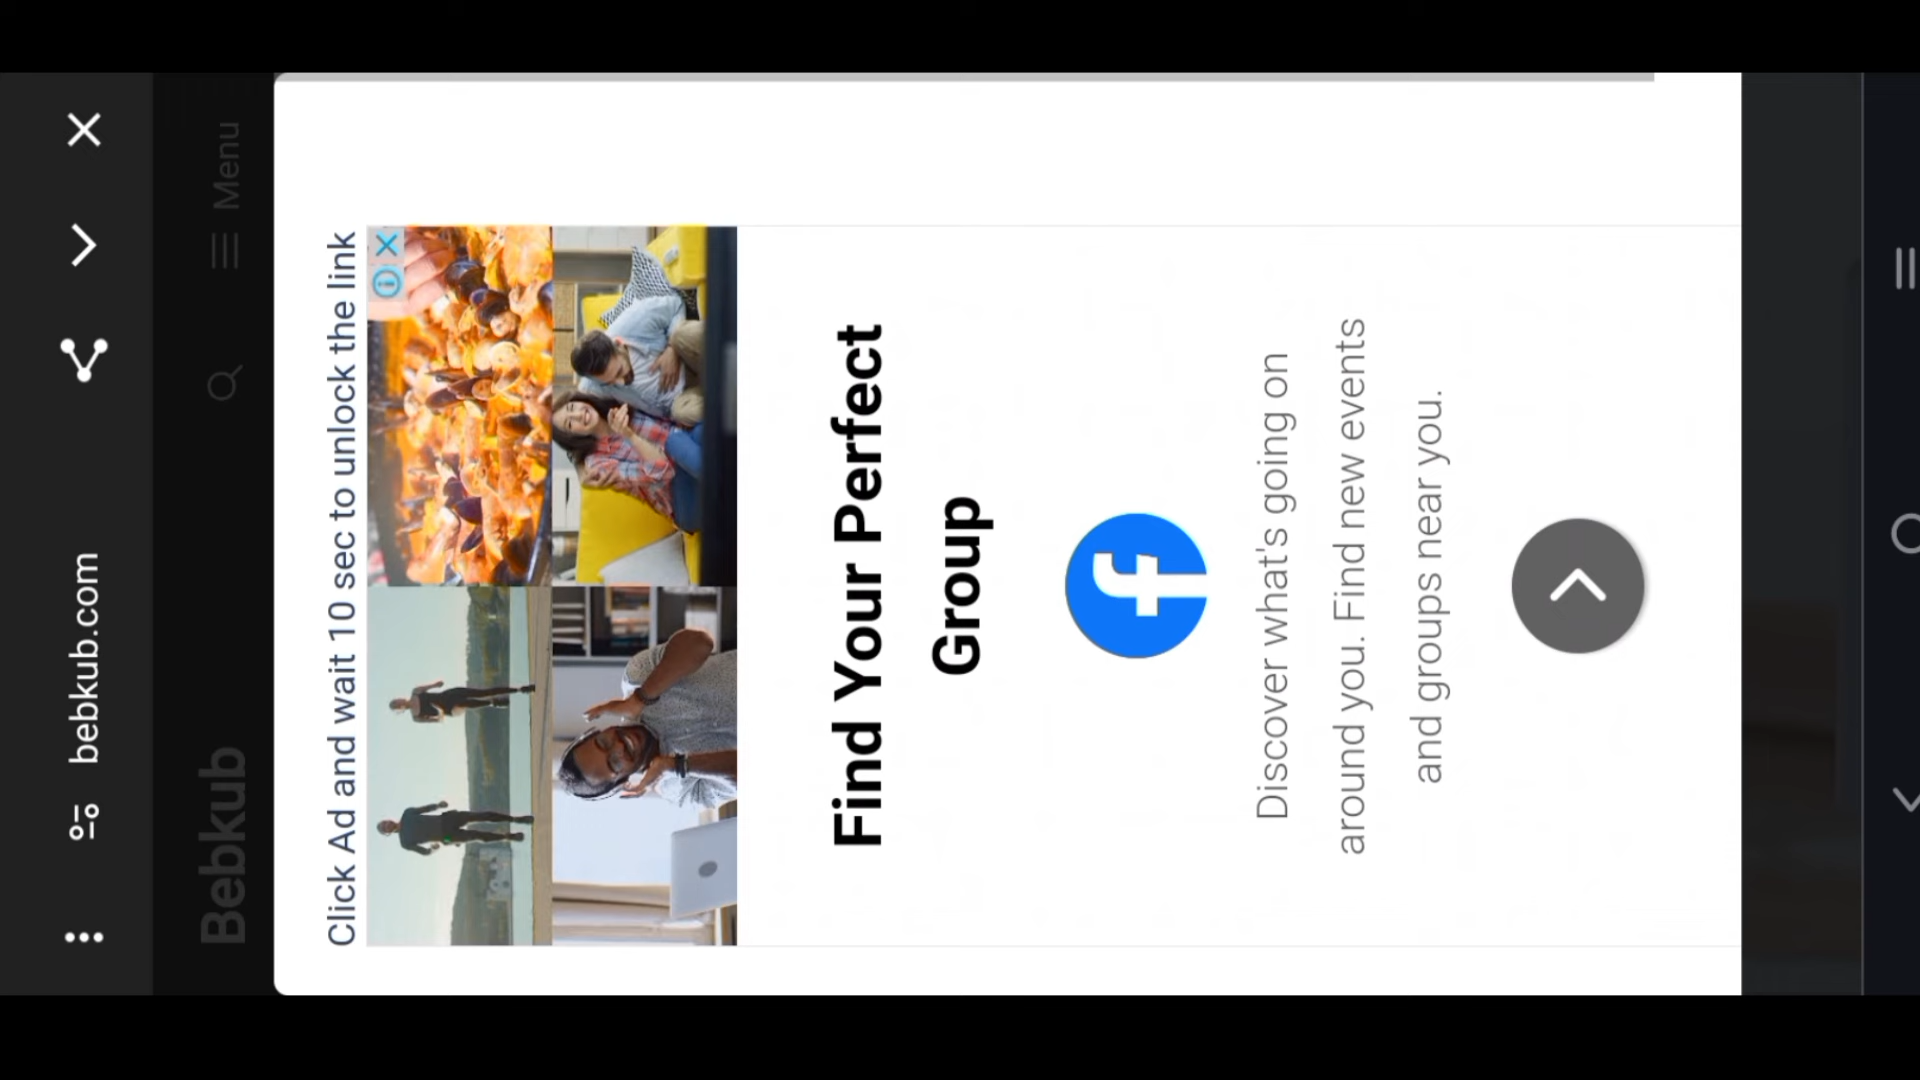 bebkub.com
Bebkub
Menu
Click Ad and wait 10 sec to unlock the link
Find Your Perfect
Group
Discover what's going on
around you. Find new events
and groups near you.